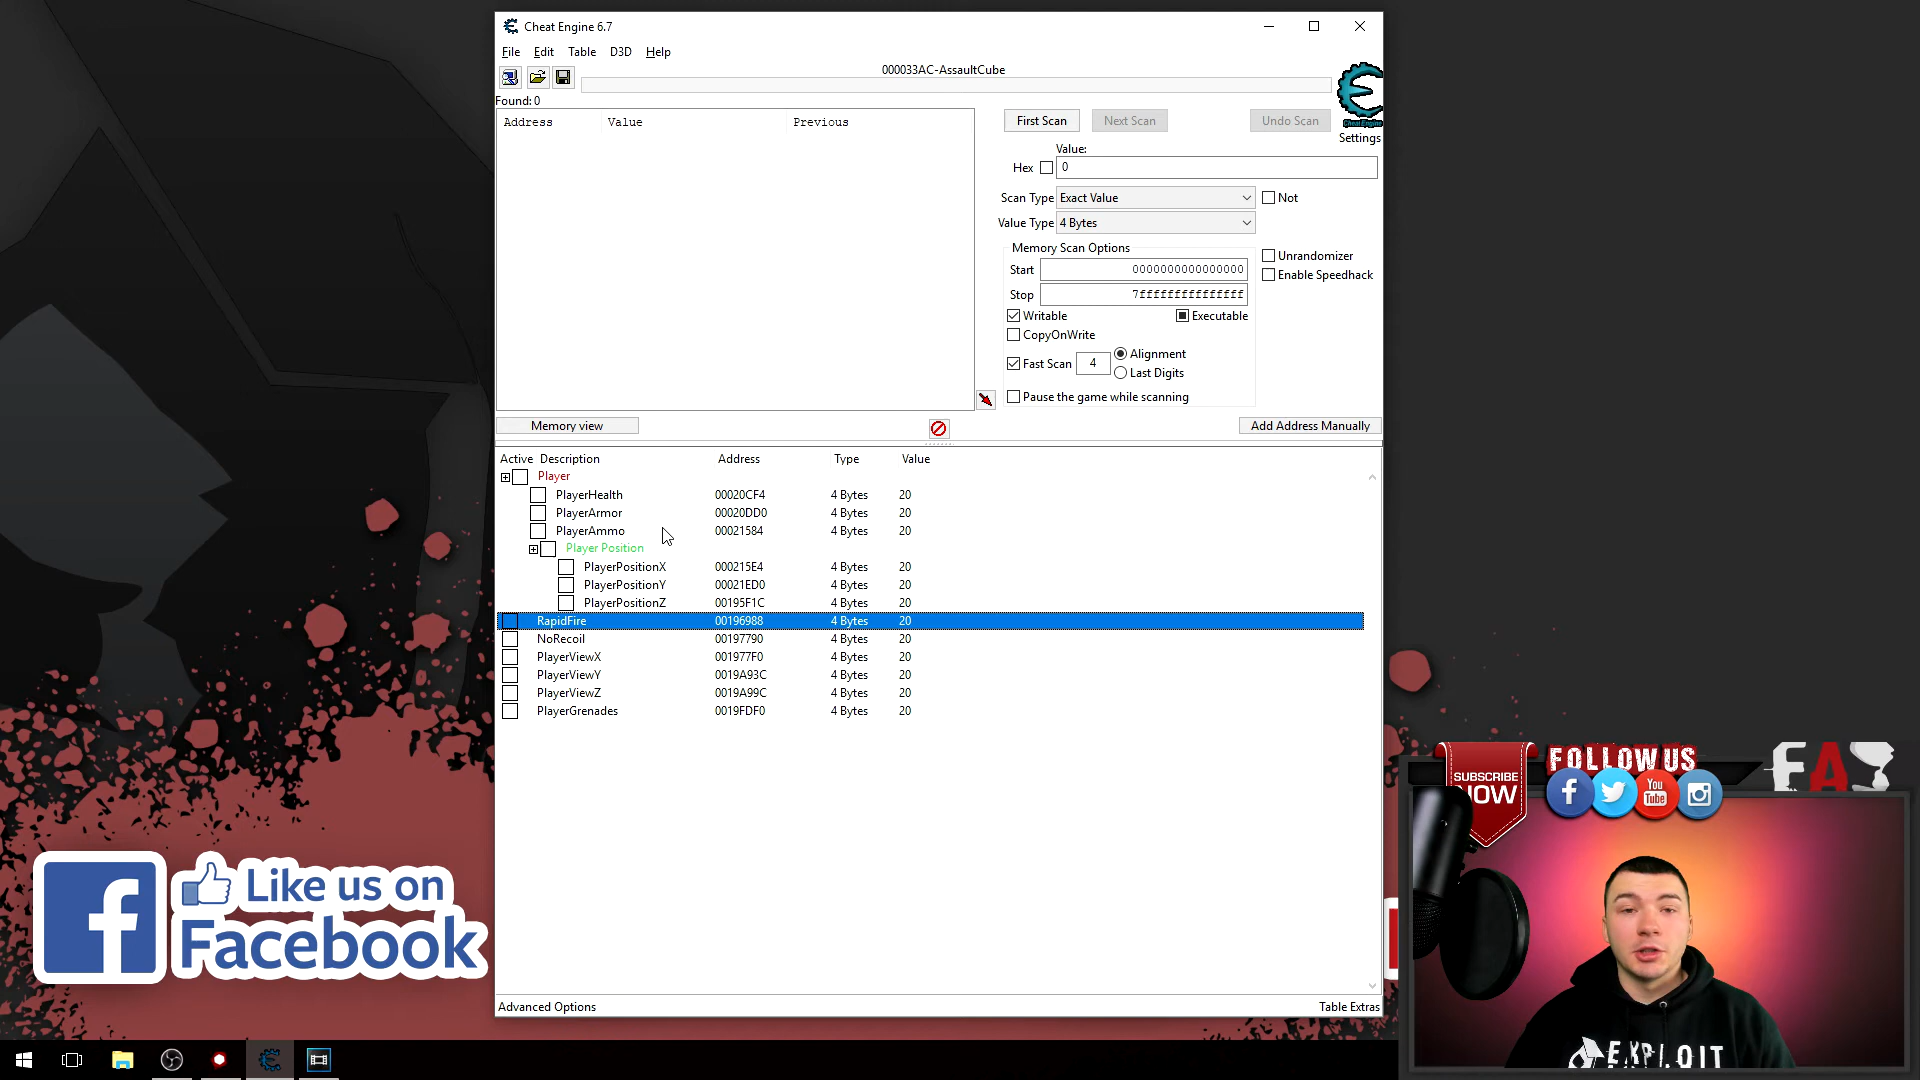 Cheat Engine 6.7
File Edit Table D3D Help
000033AC-AssaultCube
Found: 0
Address Value Previous
First Scan Next Scan Undo Scan
Cheat Engine
Settings
Value:
Hex 0
Scan Type Exact Value Not
Value Type 4 Bytes
Memory Scan Options
Unrandomizer
Start 0000000000000000
Enable Speedhack
Stop 7fffffffffffffff
Writable Executable
CopyOnWrite
Fast Scan 4 Alignment
Last Digits
Pause the game while scanning
Memory view Add Address Manually
Active Description Address Type Value
Player
PlayerHealth 00020CF4 4 Bytes 20
PlayerArmor 00020DD0 4 Bytes 20
PlayerAmmo 00021584 4 Bytes 20
Player Position
PlayerPositionX 000215E4 4 Bytes 20
PlayerPositionY 00021ED0 4 Bytes 20
PlayerPositionZ 00195F1C 4 Bytes 20
RapidFire 00196988 4 Bytes 20
NoRecoil 00197790 4 Bytes 20
PlayerViewX 001977F0 4 Bytes 20
PlayerViewY 0019A93C 4 Bytes 20
PlayerViewZ 0019A99C 4 Bytes 20
PlayerGrenades 0019FDF0 4 Bytes 20
Advanced Options Table Extras
f Like us on
Facebook
SUBSCRIBE
NOW
FOLLOW US
You
Tube
EXPLOIT